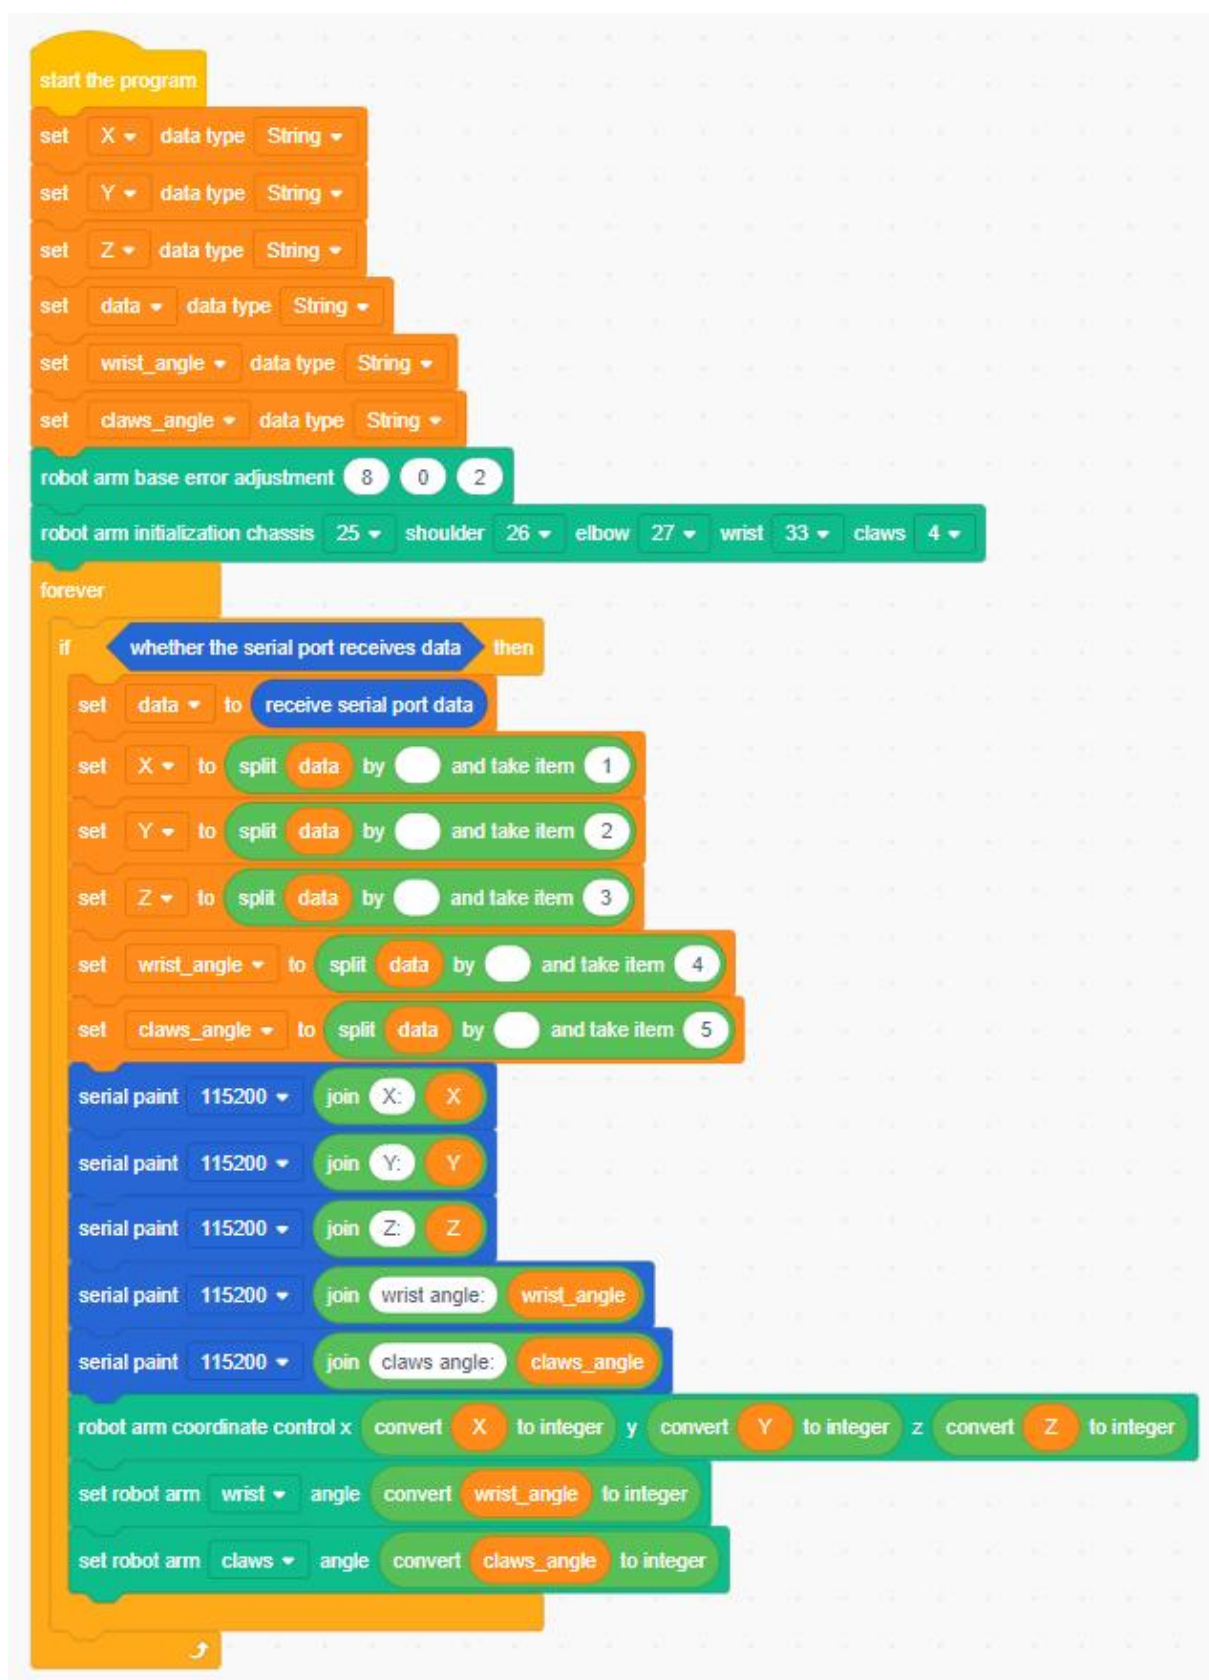 start the program
set X data type String
set Y data type String
set Z data type String
set data data type String
set wrist_angle data type String
set claws_angle data type String
robot arm base error adjustment 8 0 2
robot arm initialization chassis 25 shoulder 26 elbow 27 wrist 33 claws 4
forever
if whether the serial port receives data then
set data to receive serial port data
set X to split data by and take item 1
set Y to split data by and take item 2
set Z to split data by and take item 3
set wrist_angle to split data by and take item 4
set claws_angle to split data by and take item 5
serial paint 115200 join X: X
serial paint 115200 join Y: Y
serial paint 115200 join Z: Z
serial paint 115200 join wrist angle: wrist_angle
serial paint 115200 join claws angle: claws_angle
robot arm coordinate control x convert X to integer y convert Y to integer z convert Z to integer
set robot arm wrist angle convert wrist_angle to integer
set robot arm claws angle convert claws_angle to integer